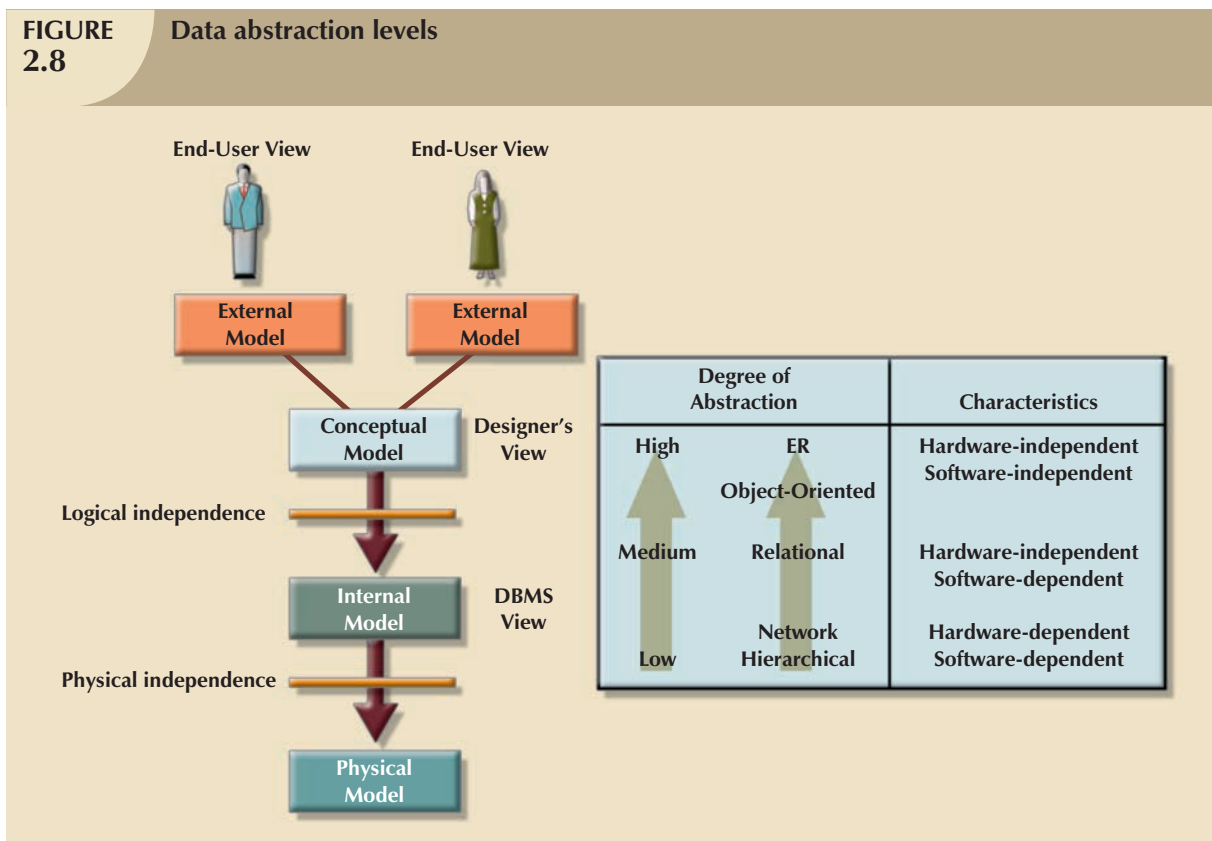 FIGURE
2.8
Data abstraction levels
End-User View
End-User View
External
Model
External
Model
Conceptual
Model
Designer's
View
Logical independence
Internal
Model
DBMS
View
Physical independence
Physical
Model
Degree of
Abstraction
Characteristics
High
ER
Hardware-independent
Software-independent
Object-Oriented
Medium
Relational
Hardware-independent
Software-dependent
Low
Network
Hierarchical
Hardware-dependent
Software-dependent